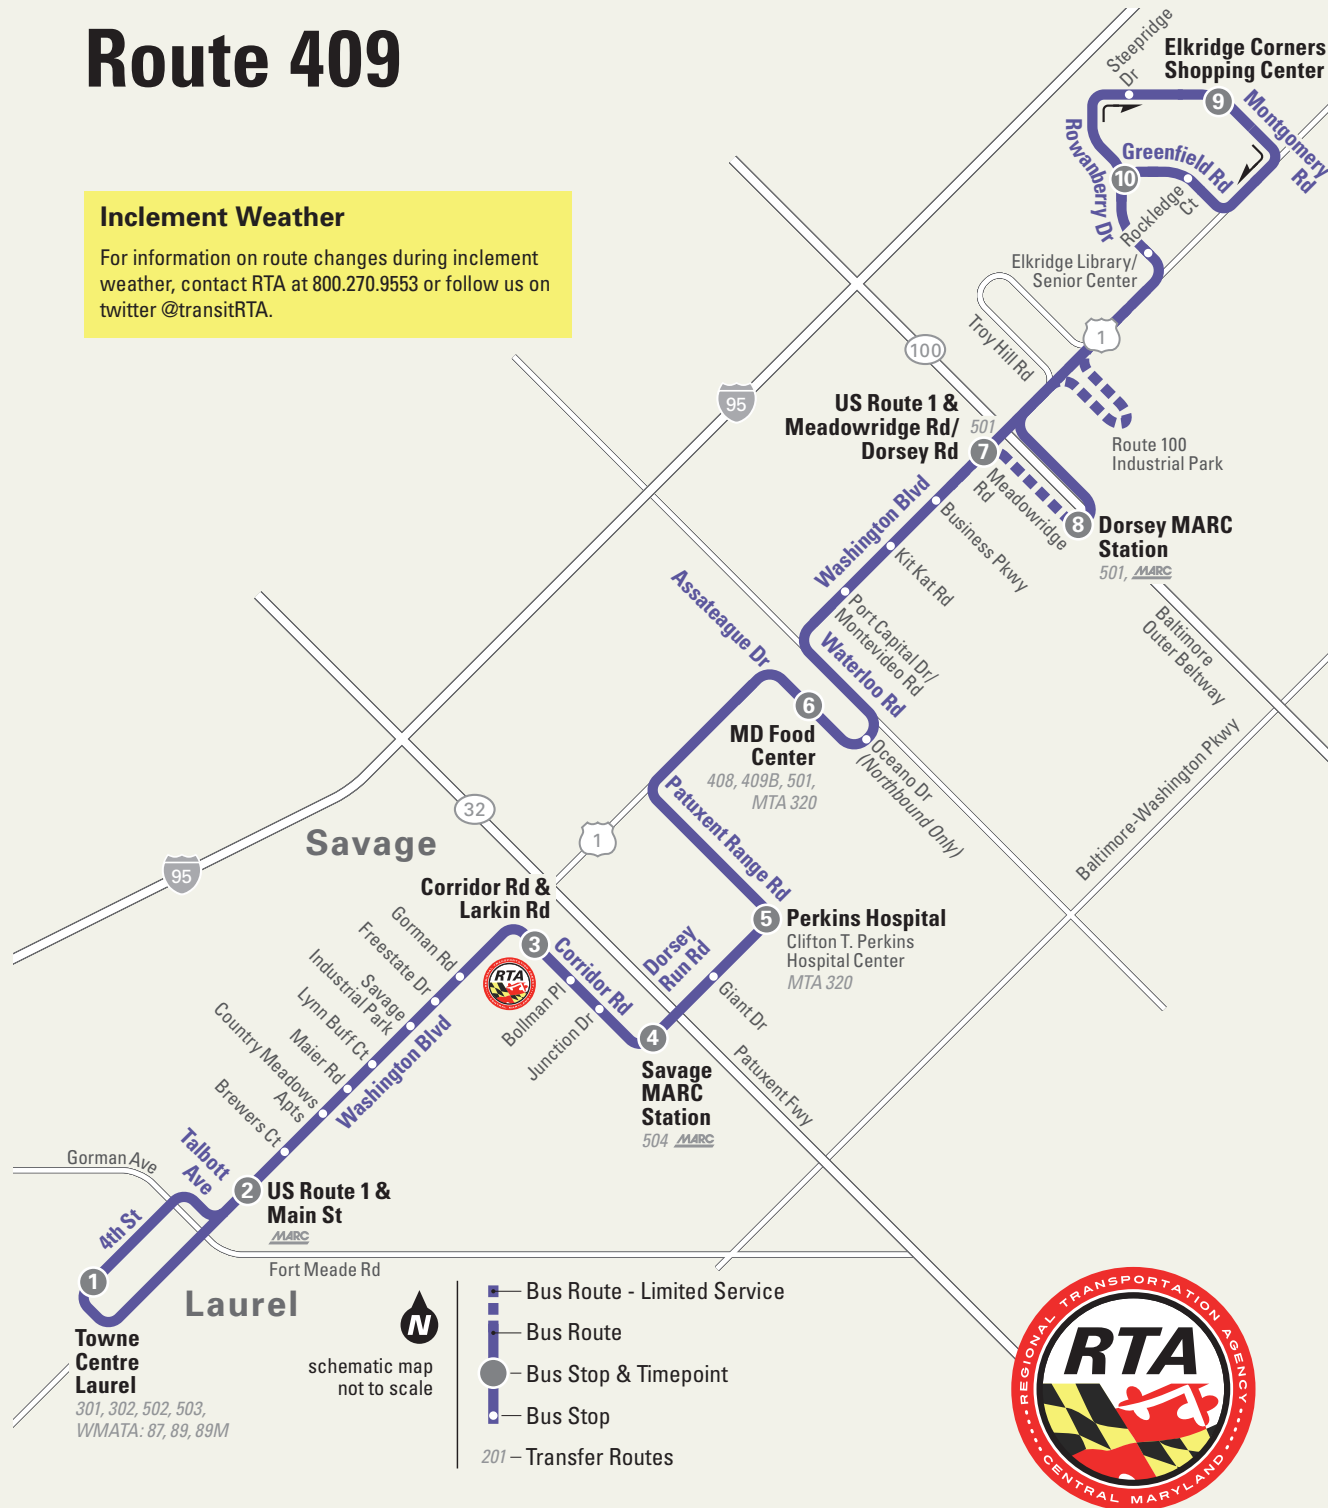 Route 409
Inclement Weather
For information on route changes during inclement
weather, contact RTA at 800.270.9553 or follow us on
twitter @transitRTA.
Steepridge
Dr
Elkridge Corners
Shopping Center
9
Montgomery
Rd
Rowanberry Dr
Greenfield Rd
10
Rockledge
Ct
Elkridge Library/
Senior Center
Troy Hill Rd
1
100
95
US Route 1 &
Meadowridge Rd/
Dorsey Rd
501
7
Route 100
Industrial Park
Meadowridge
Rd
8
Dorsey MARC
Station
501, MARC
Washington Blvd
Business Pkwy
Kit Kat Rd
Port Capital Dr/
Montevideo Rd
Baltimore
Outer Beltway
Assateague Dr
Waterloo Rd
6
MD Food
Center
408, 409B, 501,
MTA 320
Oceano Dr
(Northbound Only)
Baltimore-Washington Pkwy
Patuxent Range Rd
32
1
Savage
95
Corridor Rd &
Larkin Rd
3
RTA
Corridor Rd
Dorsey
Run Rd
5
Perkins Hospital
Clifton T. Perkins
Hospital Center
MTA 320
Gorman Rd
Freestate Dr
Savage
Industrial Park
Lynn Buff Ct
Maier Rd
Country Meadows
Apts
Brewers Ct
Washington Blvd
Bollman Pl
Junction Dr
Giant Dr
4
Savage
MARC
Station
504 MARC
Patuxent Fwy
Talbott
Ave
Gorman Ave
2
US Route 1 &
Main St
MARC
4th St
Fort Meade Rd
1
Laurel
Towne
Centre
Laurel
301, 302, 502, 503,
WMATA: 87, 89, 89M
N
schematic map
not to scale
Bus Route - Limited Service
Bus Route
Bus Stop & Timepoint
Bus Stop
201 – Transfer Routes
REGIONAL TRANSPORTATION AGENCY
RTA
CENTRAL MARYLAND